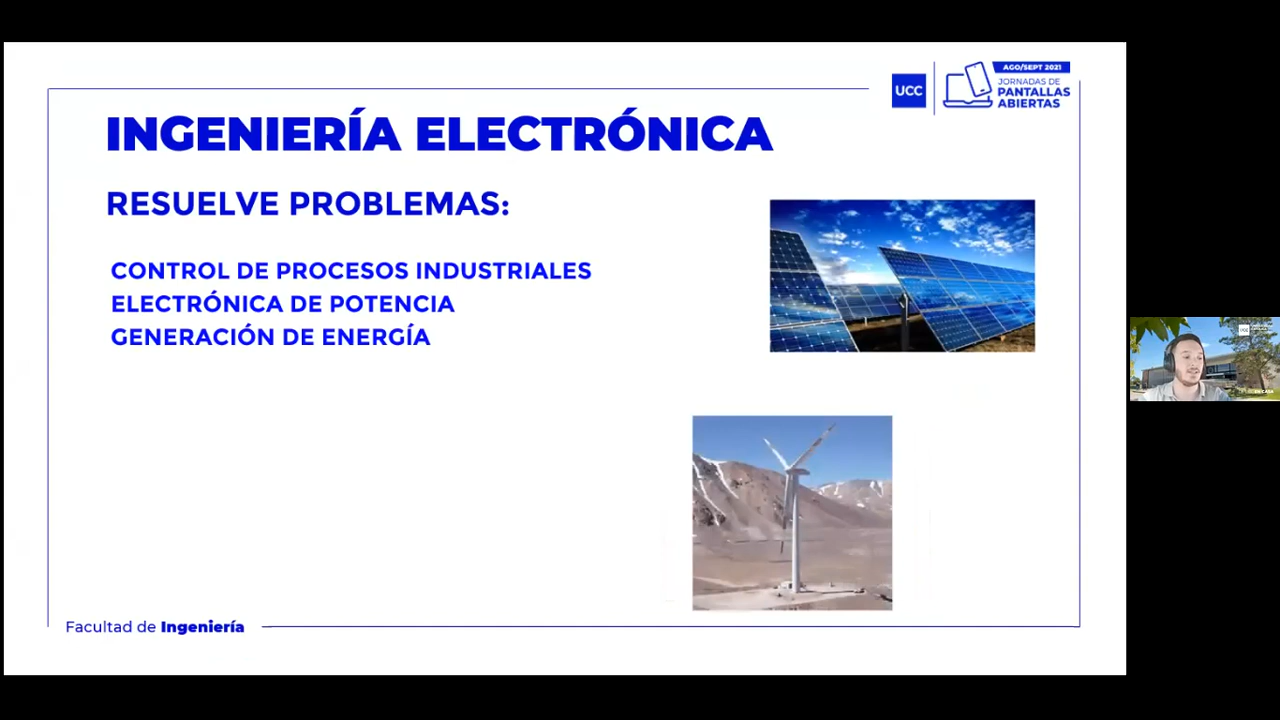 UCC
AGO/SEPT 2021
JORNADAS DE
PANTALLAS
ABIERTAS
INGENIERÍA ELECTRÓNICA
RESUELVE PROBLEMAS:
CONTROL DE PROCESOS INDUSTRIALES
ELECTRÓNICA DE POTENCIA
GENERACIÓN DE ENERGÍA
UCC
Facultad de Ingeniería